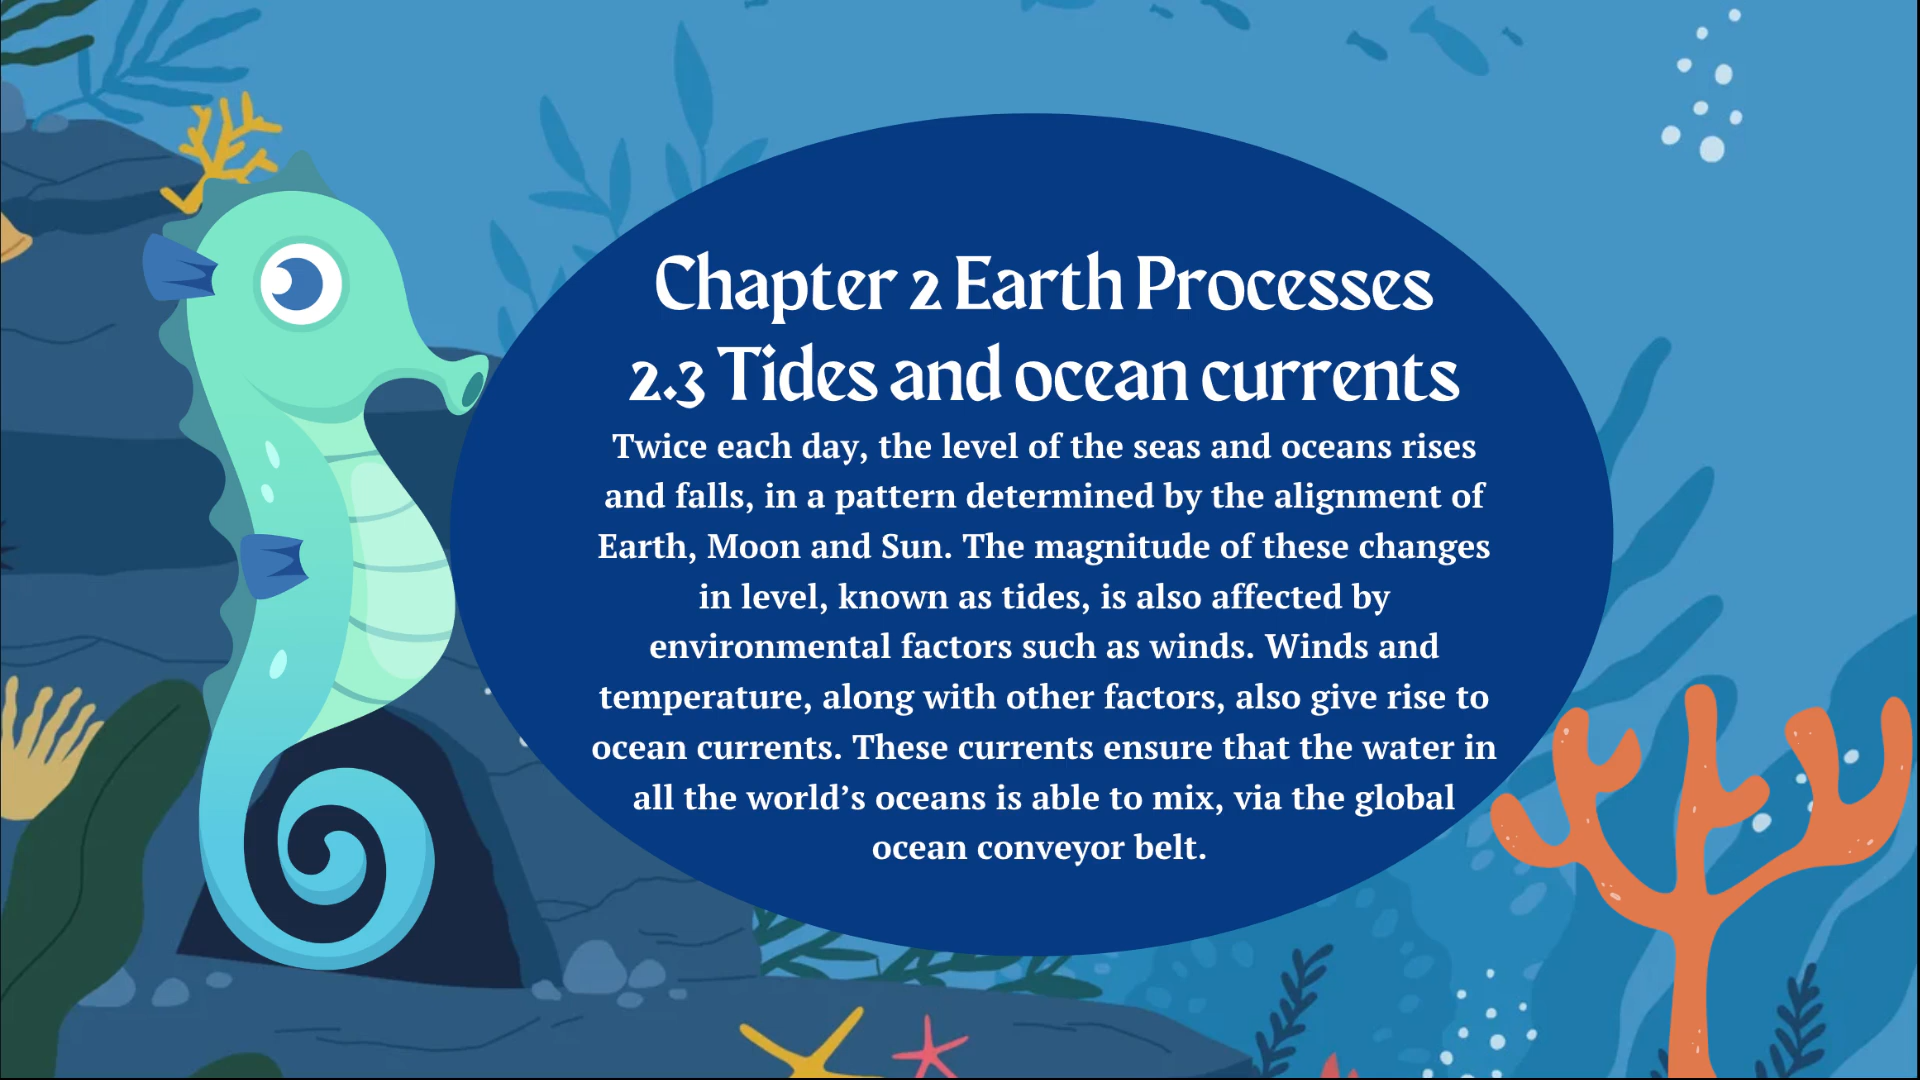 Chapter 2 Earth Processes
2.3 Tides and ocean currents
Twice each day, the level of the seas and oceans rises
and falls, in a pattern determined by the alignment of
Earth, Moon and Sun. The magnitude of these changes
in level, known as tides, is also affected by
environmental factors such as winds. Winds and
temperature, along with other factors, also give rise to
ocean currents. These currents ensure that the water in
all the world’s oceans is able to mix, via the global
ocean conveyor belt.